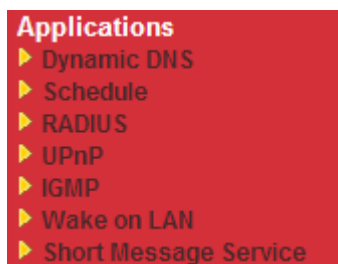 Applications
Dynamic DNS
Schedule
RADIUS
UPnP
IGMP
Wake on LAN
Short Message Service